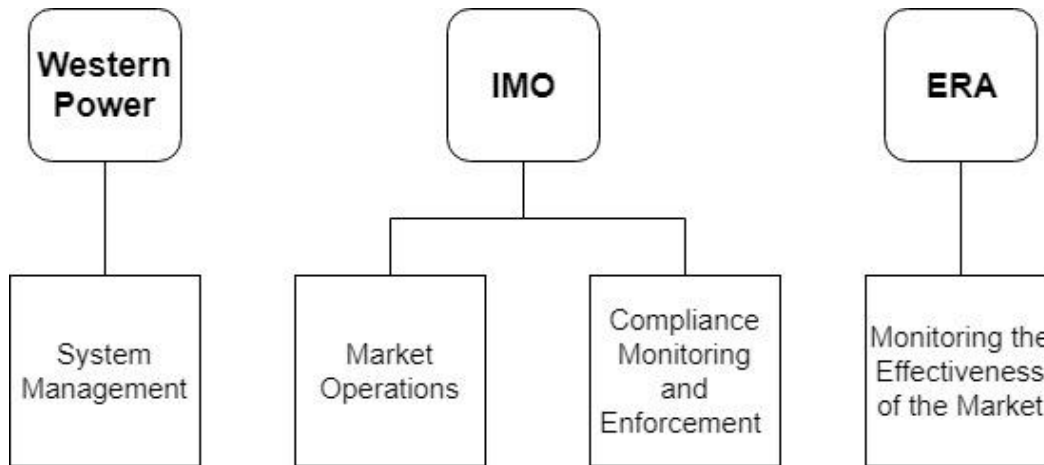 Western
Power
IMO
ERA
System
Management
Market
Operations
Compliance
Monitoring
and
Enforcement
Monitoring the
Effectiveness
of the Market